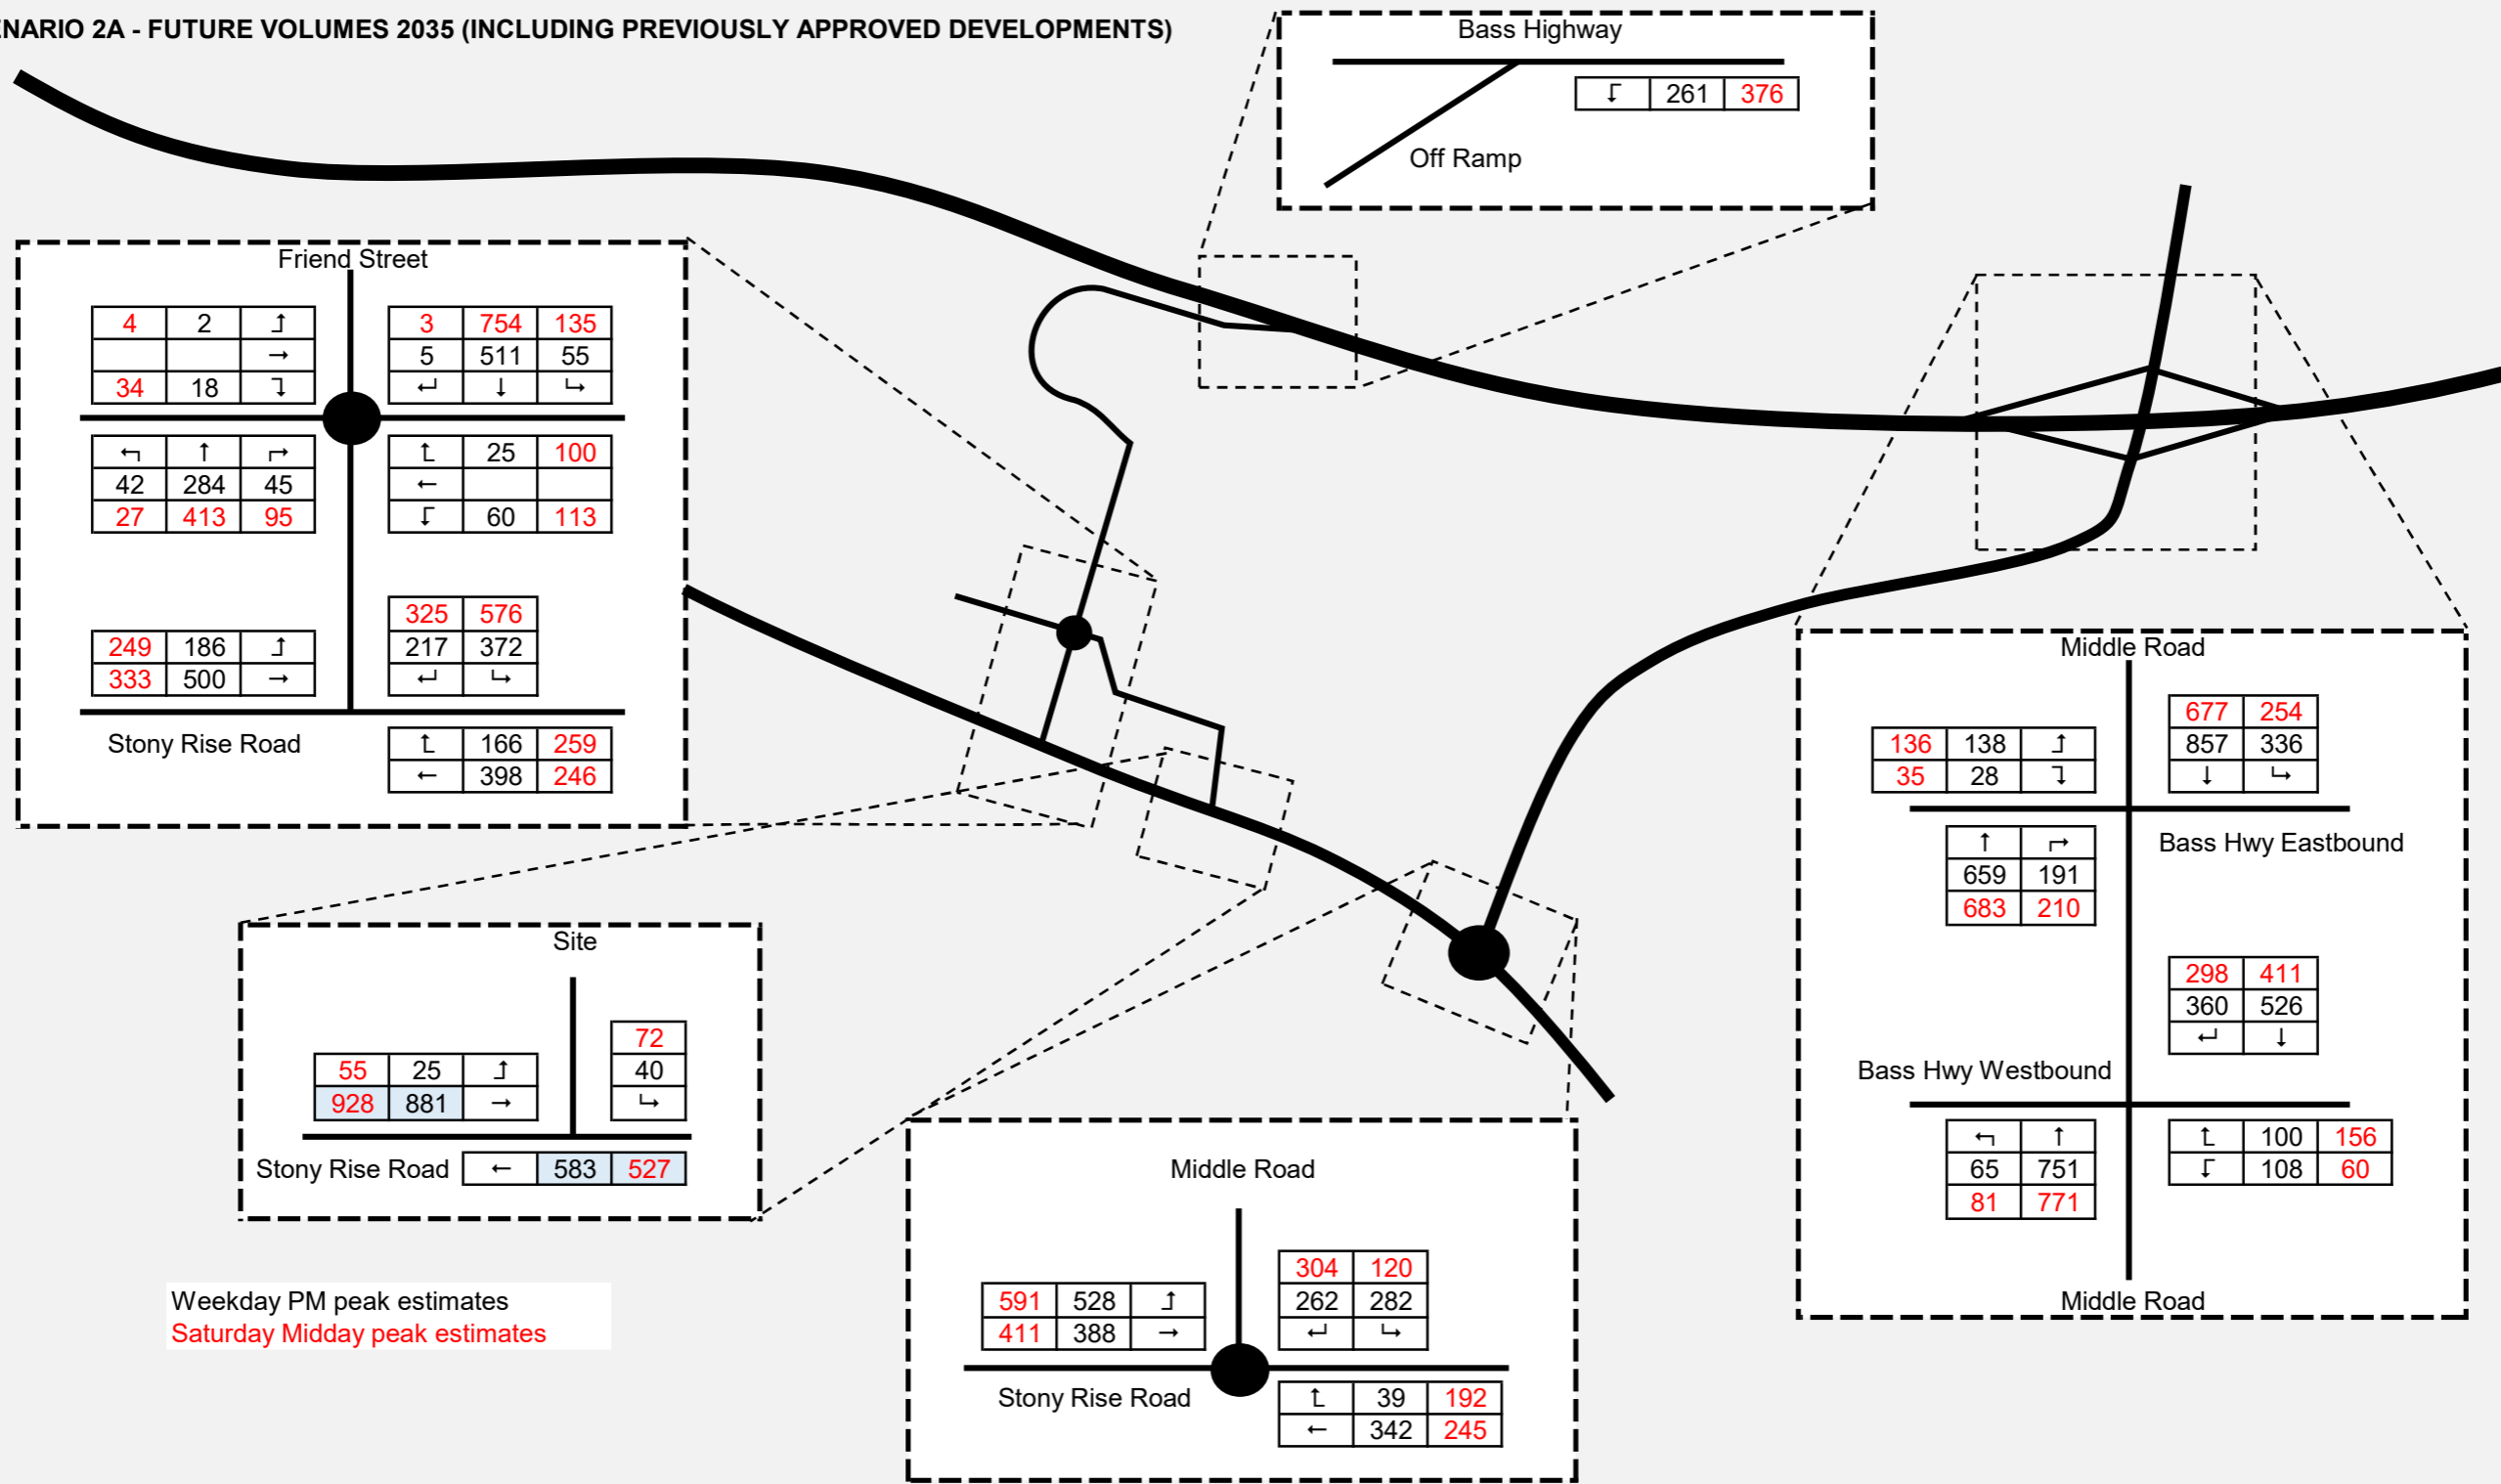 ENARIO 2A - FUTURE VOLUMES 2035 (INCLUDING PREVIOUSLY APPROVED DEVELOPMENTS)
Bass Highway
↲ 261 376
Off Ramp
Friend Street
4 2 ↱
→
34 18 ↴
3 754 135
5 511 55
↵ ↓ ↳
↰ ↑ ↱
42 284 45
27 413 95
↑ 25 100
←
↓ 60 113
249 186 ↱
333 500 →
325 576
217 372
↵ ↳
Stony Rise Road
↑ 166 259
← 398 246
Site
55 25 ↱
928 881 →
72
40
↳
Stony Rise Road
← 583 527
Weekday PM peak estimates
Saturday Midday peak estimates
Middle Road
591 528 ↱
411 388 →
304 120
262 282
↵ ↳
Stony Rise Road
↑ 39 192
← 342 245
Middle Road
136 138 ↱
35 28 ↴
677 254
857 336
↓ ↳
Bass Hwy Eastbound
↑ ↱
659 191
683 210
298 411
360 526
↵ ↓
Bass Hwy Westbound
↰ ↑
65 751
81 771
↑ 100 156
↓ 108 60
Middle Road